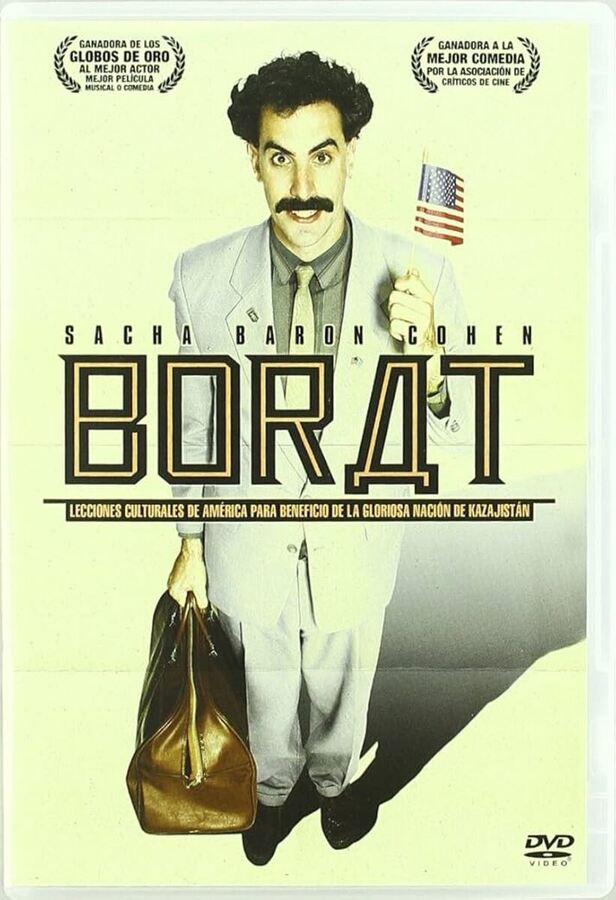 GANADORA DE LOS
GLOBOS DE ORO
AL MEJOR ACTOR
MEJOR PELÍCULA
MUSICAL O COMEDIA
GANADORA A LA
MEJOR COMEDIA
POR LA ASOCIACIÓN DE
CRÍTICOS DE CINE
SACHA BARON COHEN
BORДT
LECCIONES CULTURALES DE AMÉRICA PARA BENEFICIO DE LA GLORIOSA NACIÓN DE KAZAJISTÁN
DVD
VIDEO